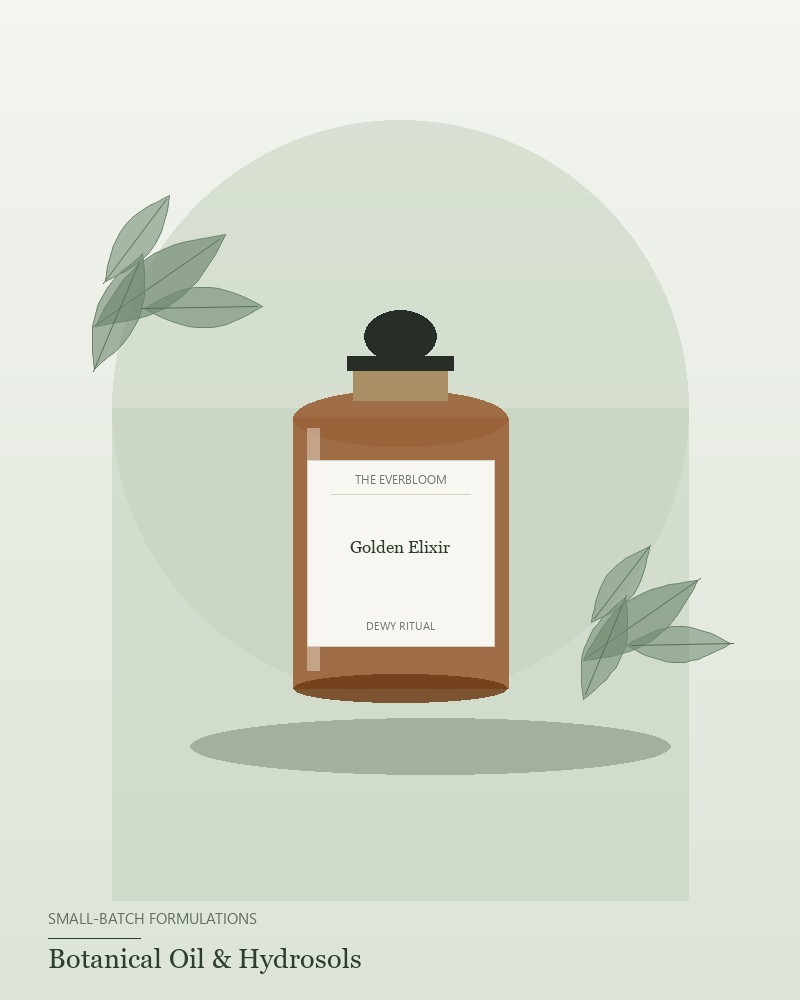 THE EVERBLOOM
Golden Elixir
DEWY RITUAL
SMALL-BATCH FORMULATIONS
Botanical Oil & Hydrosols